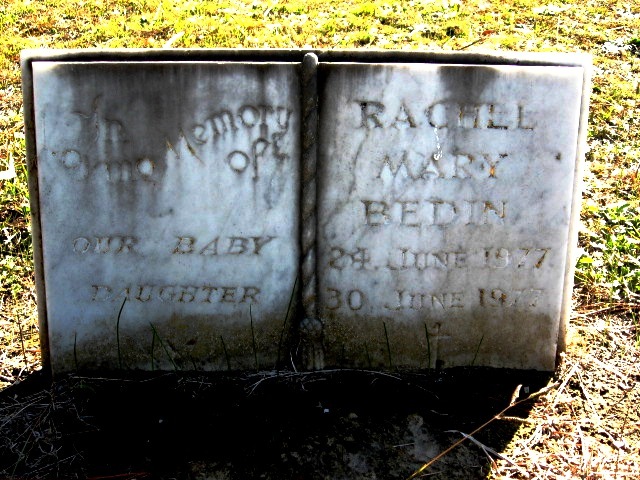 In
Loving Memory
of
OUR BABY
DAUGHTER
RACHEL
MARY
BEDIN
24. JUNE 1977
30. JUNE 1977